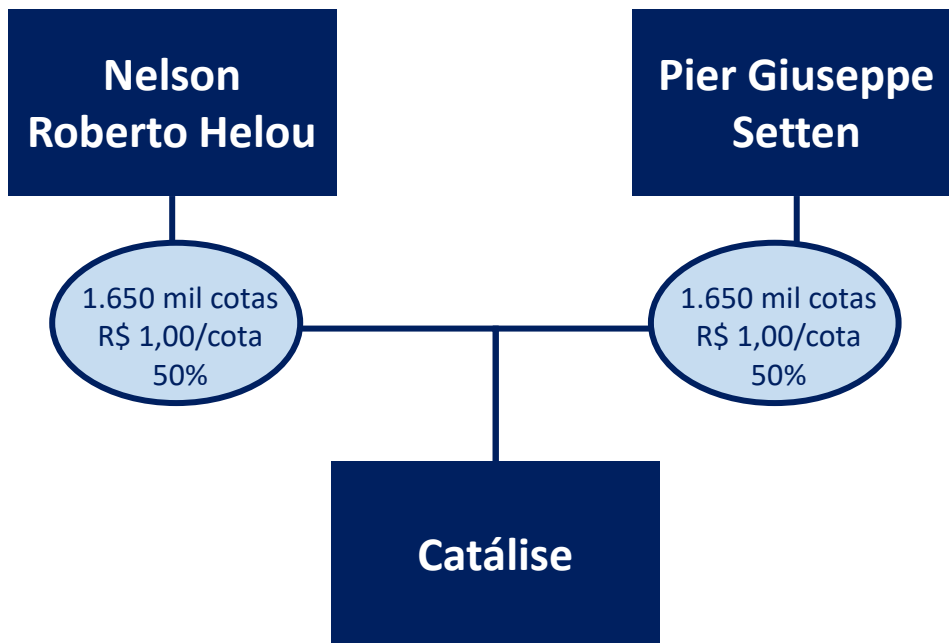 Nelson
Roberto Helou
Pier Giuseppe
Setten
1.650 mil cotas
R$ 1,00/cota
50%
1.650 mil cotas
R$ 1,00/cota
50%
Catálise